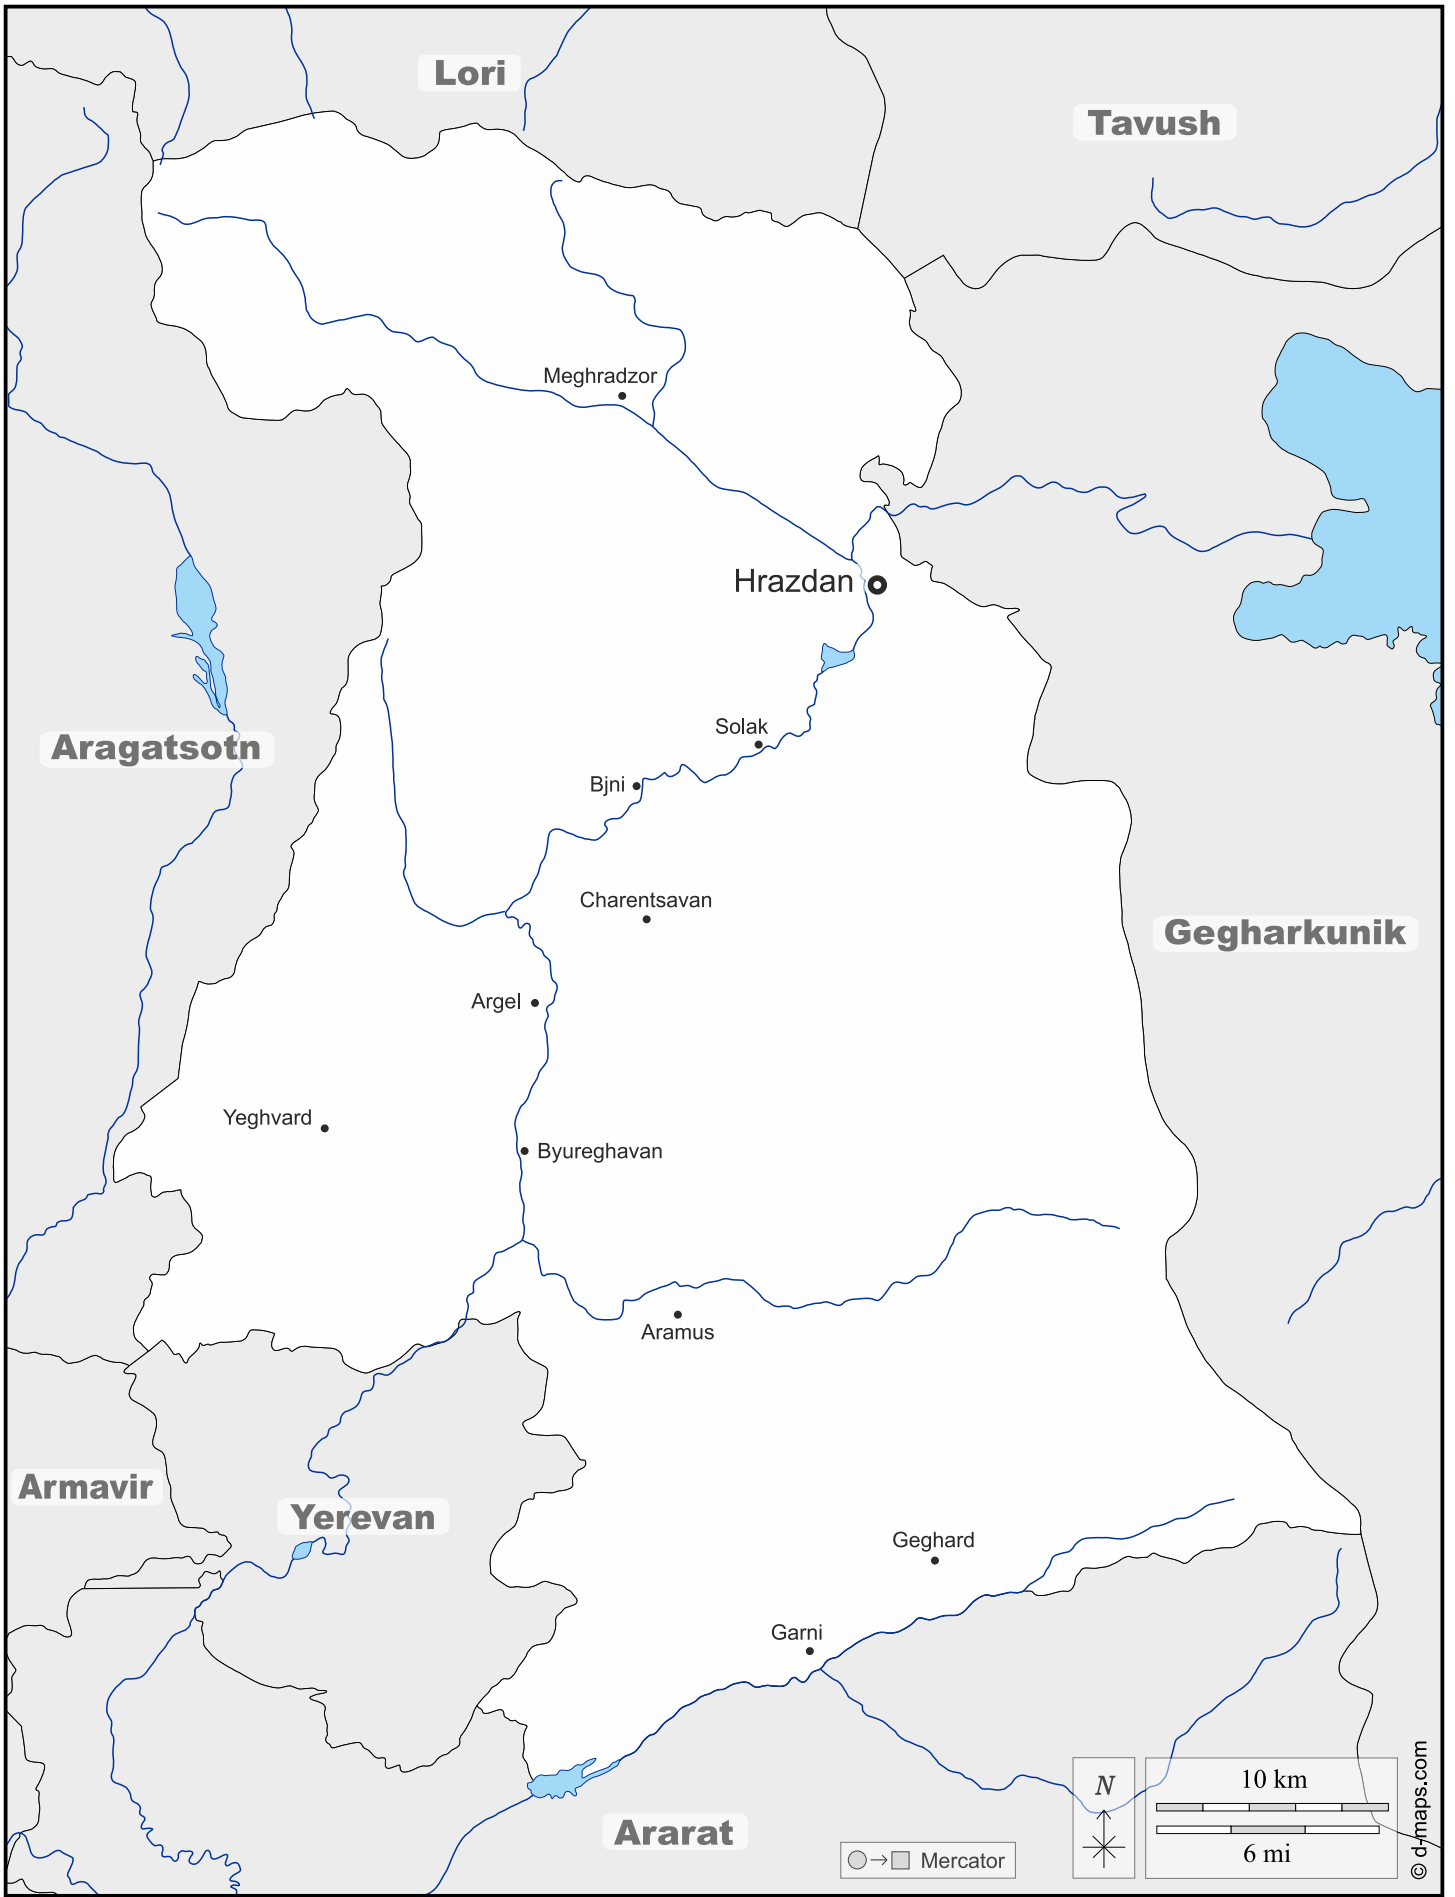 Lori
Tavush
Meghradzor
Hrazdan
Solak
Aragatsotn
Bjni
Charentsavan
Gegharkunik
Argel
Yeghvard
Byureghavan
Aramus
Armavir
Yerevan
Geghard
Garni
Ararat
N
10 km
6 mi
Mercator
© d-maps.com